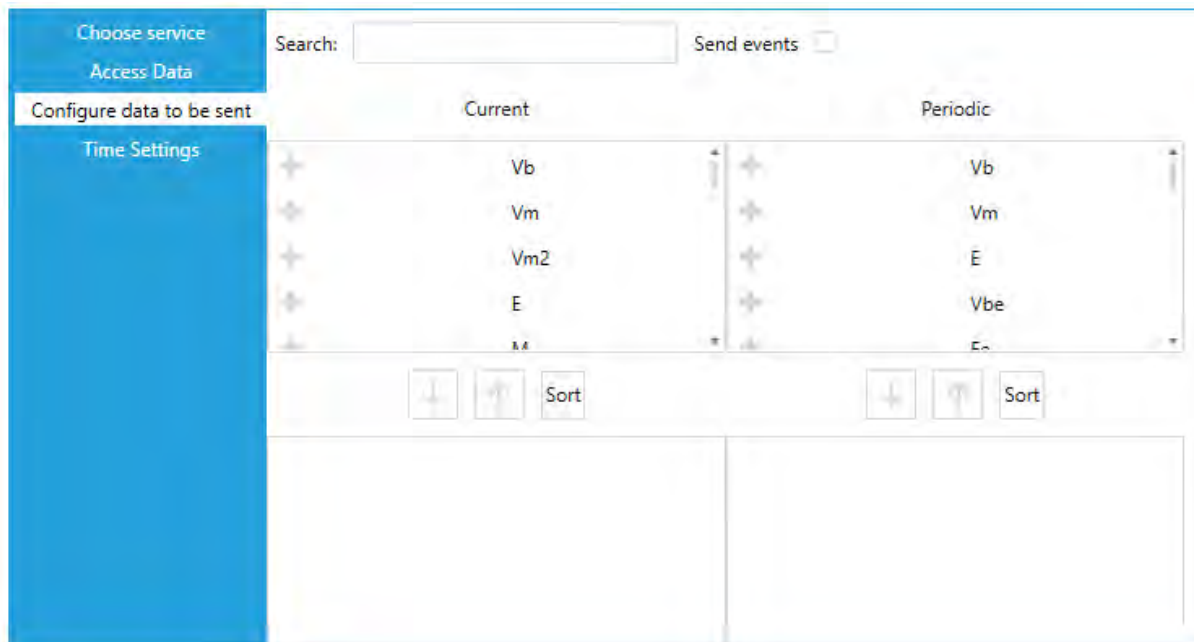 Choose service
Access Data
Configure data to be sent
Time Settings
Search: Send events
Current Periodic
Vb Vb
Vm Vm
Vm2 E
E Vbe
Sort Sort